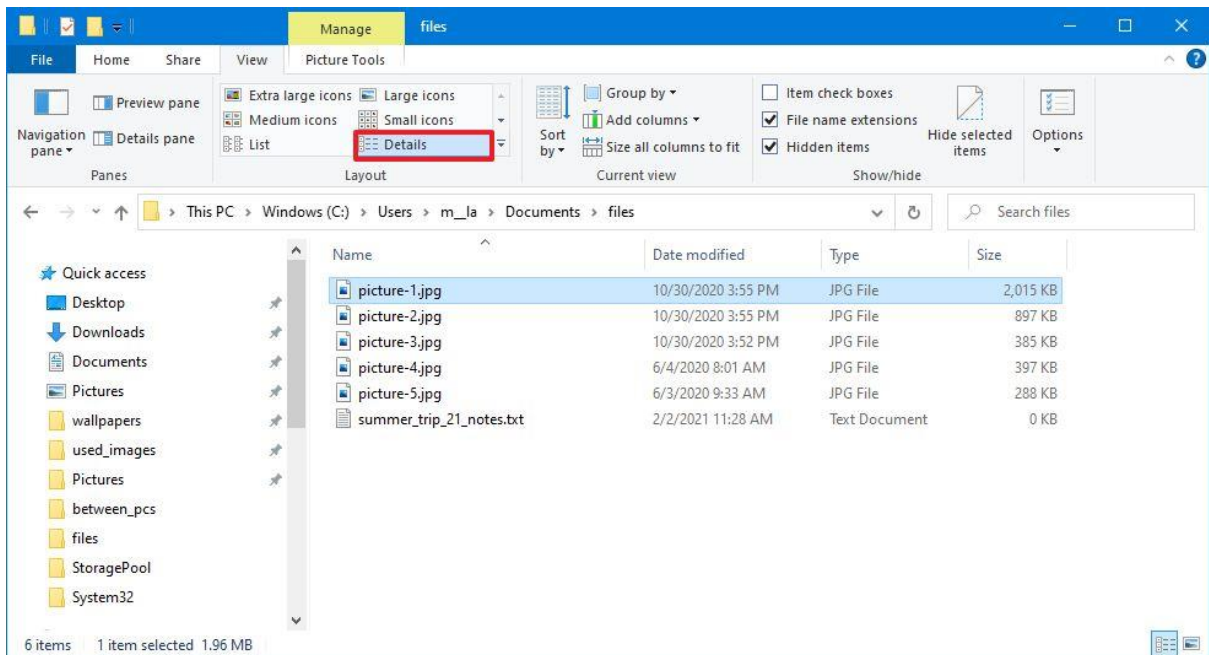 Manage files
File Home Share View Picture Tools
Navigation pane
Preview pane
Details pane
Panes
Extra large icons Large icons
Medium icons Small icons
List Details
Layout
Sort by
Group by
Add columns
Size all columns to fit
Current view
Item check boxes
File name extensions
Hidden items
Hide selected items
Show/hide
Options
This PC > Windows (C:) > Users > m__la > Documents > files
Search files
Quick access
Desktop
Downloads
Documents
Pictures
wallpapers
used_images
Pictures
between_pcs
files
StoragePool
System32
Name Date modified Type Size
picture-1.jpg 10/30/2020 3:55 PM JPG File 2,015 KB
picture-2.jpg 10/30/2020 3:55 PM JPG File 897 KB
picture-3.jpg 10/30/2020 3:52 PM JPG File 385 KB
picture-4.jpg 6/4/2020 8:01 AM JPG File 397 KB
picture-5.jpg 6/3/2020 9:33 AM JPG File 288 KB
summer_trip_21_notes.txt 2/2/2021 11:28 AM Text Document 0 KB
6 items 1 item selected 1.96 MB